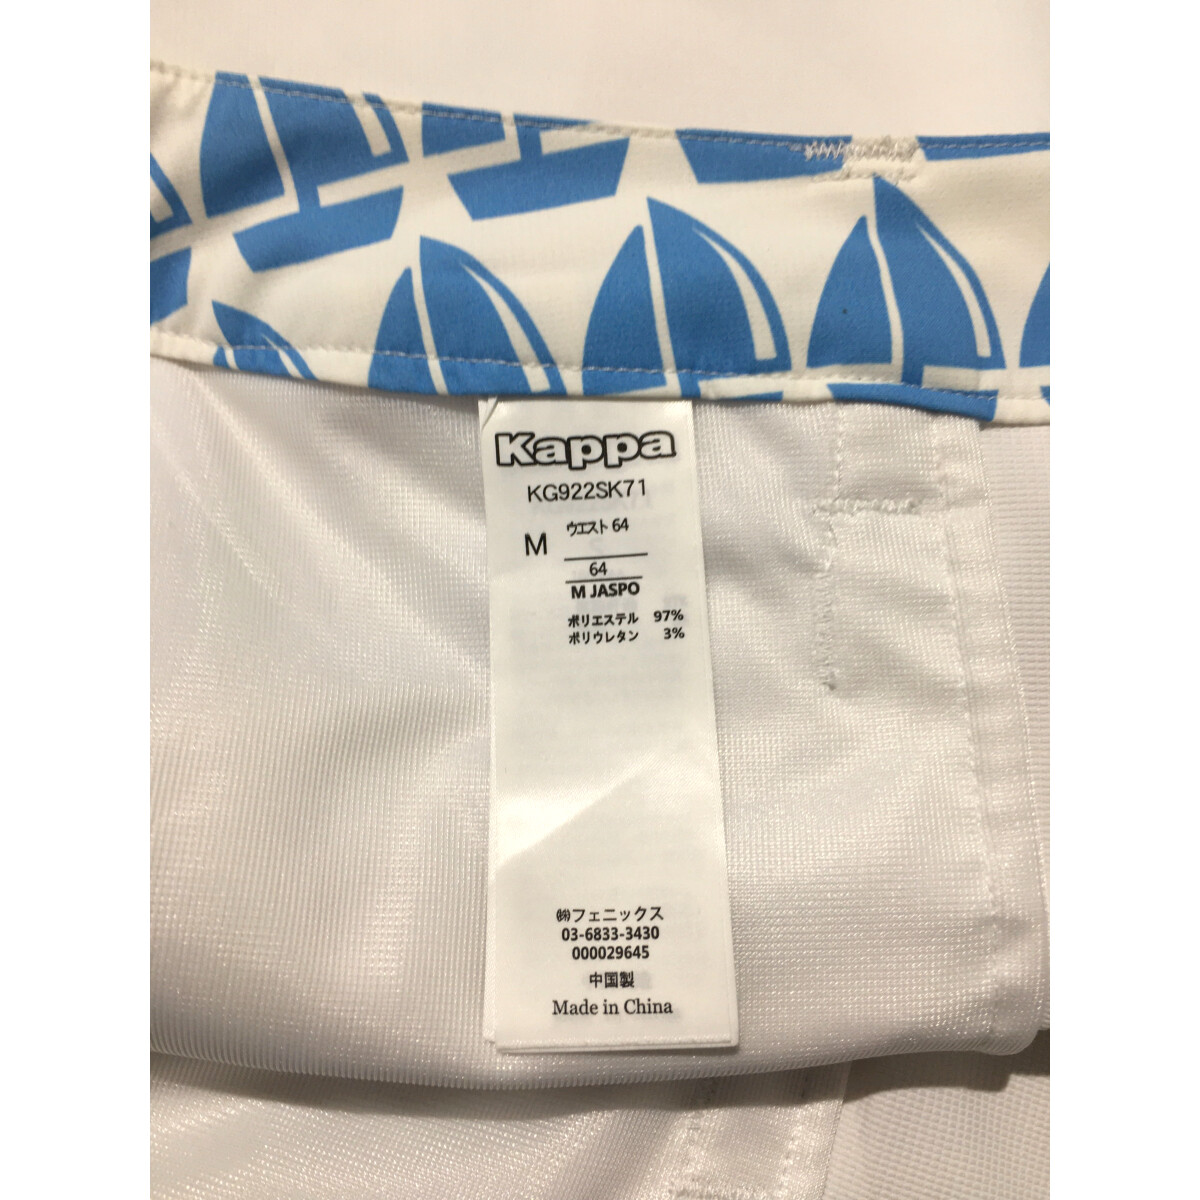 Kappa
KG922SK71
M ウエスト 64
64
M JASPO
ポリエステル 97%
ポリウレタン 3%
㈱フェニックス
03-6833-3430
000029645
中国製
Made in China